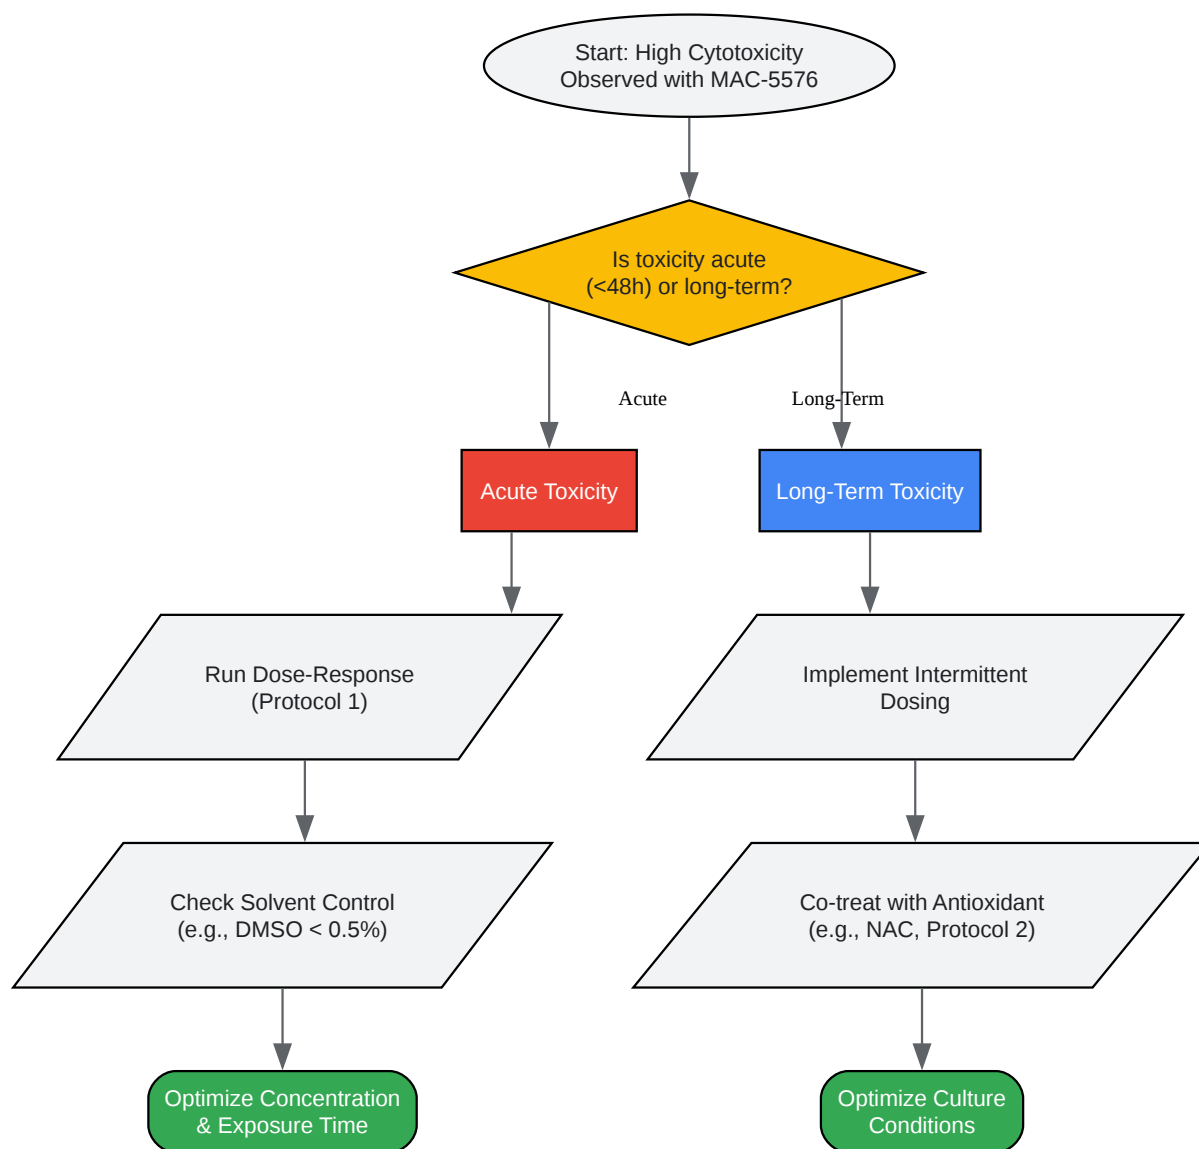 Start: High Cytotoxicity
Observed with MAC-5576
Is toxicity acute
(<48h) or long-term?
Acute
Long-Term
Acute Toxicity
Long-Term Toxicity
Run Dose-Response
(Protocol 1)
Implement Intermittent
Dosing
Check Solvent Control
(e.g., DMSO < 0.5%)
Co-treat with Antioxidant
(e.g., NAC, Protocol 2)
Optimize Concentration
& Exposure Time
Optimize Culture
Conditions